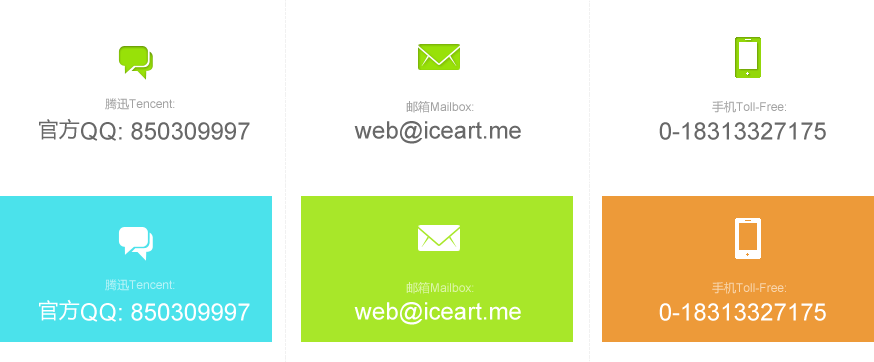 腾讯Tencent:
官方QQ: 850309997
邮箱Mailbox:
web@iceart.me
手机Toll-Free:
0-18313327175
腾讯Tencent:
官方QQ: 850309997
邮箱Mailbox:
web@iceart.me
手机Toll-Free:
0-18313327175